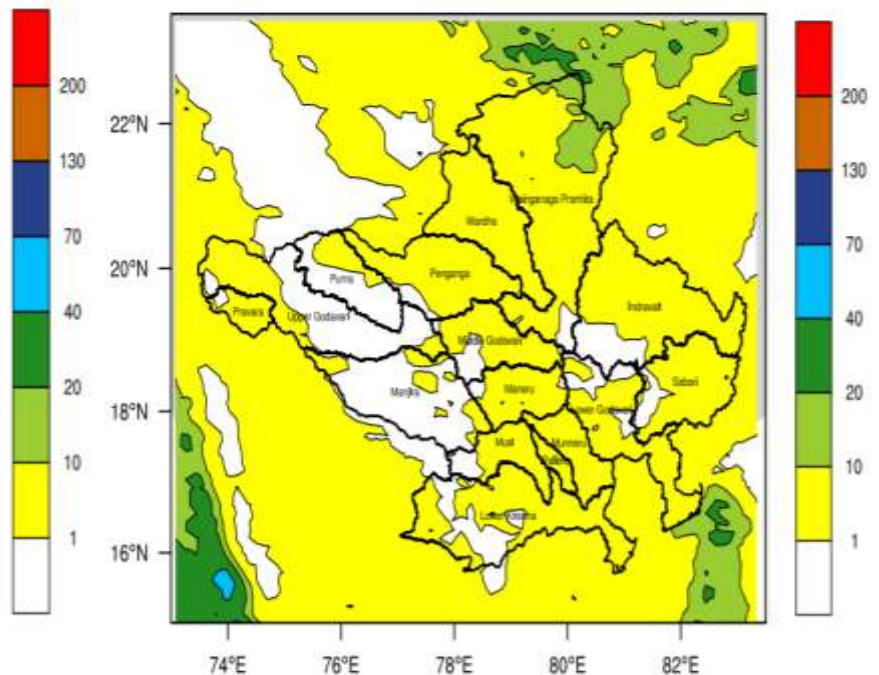 200
130
70
40
20
10
1
22°N
20°N
18°N
16°N
74°E
76°E
78°E
80°E
82°E
Wardha
Penganga
Purna
Indravati
Pravara
Upper Godavari
Middle Godavari
Sabari
Manjira
Maneru
Lower Godavari
Musi
Munneru
200
130
70
40
20
10
1